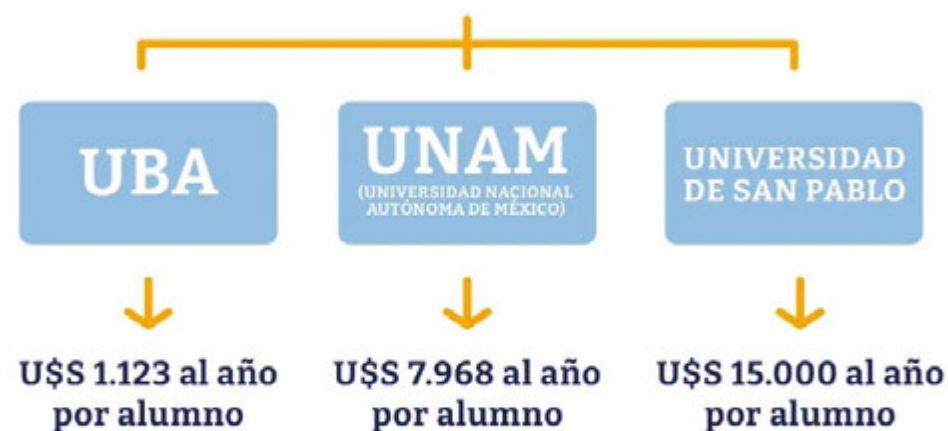 UBA
UNAM
(UNIVERSIDAD NACIONAL
AUTÓNOMA DE MÉXICO)
UNIVERSIDAD
DE SAN PABLO
U$S 1.123 al año
por alumno
U$S 7.968 al año
por alumno
U$S 15.000 al año
por alumno